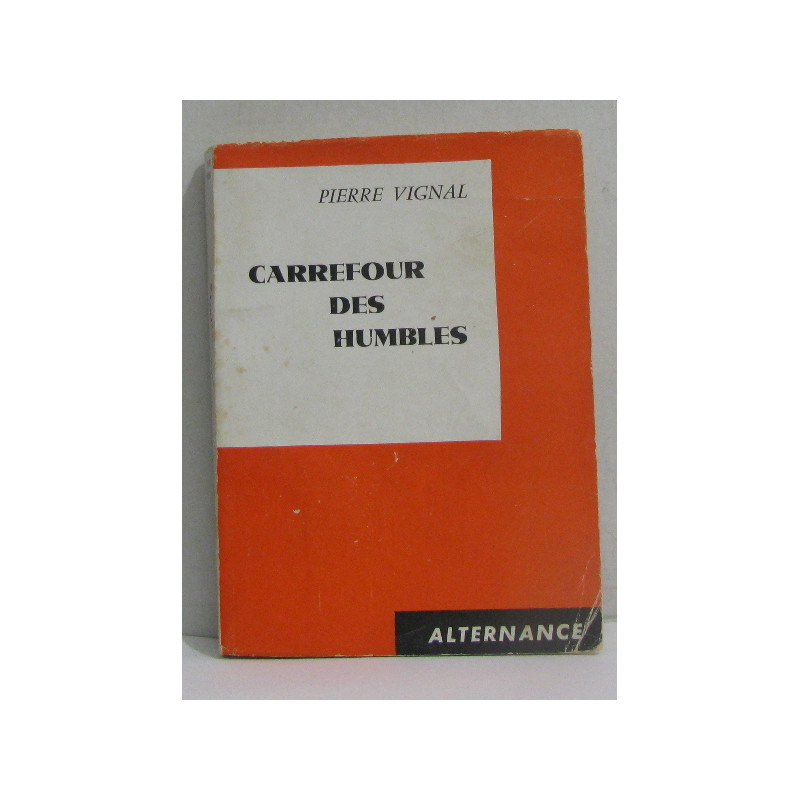 PIERRE VIGNAL
CARREFOUR
DES
HUMBLES
ALTERNANCE